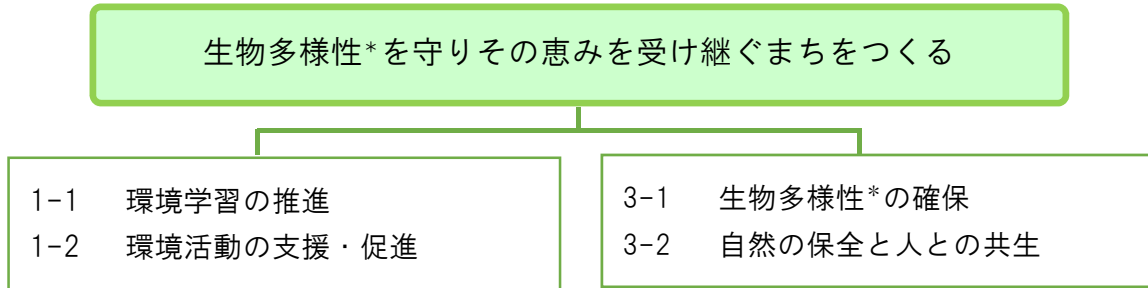 生物多様性*を守りその恵みを受け継ぐまちをつくる
1-1 環境学習の推進
1-2 環境活動の支援・促進
3-1 生物多様性*の確保
3-2 自然の保全と人との共生